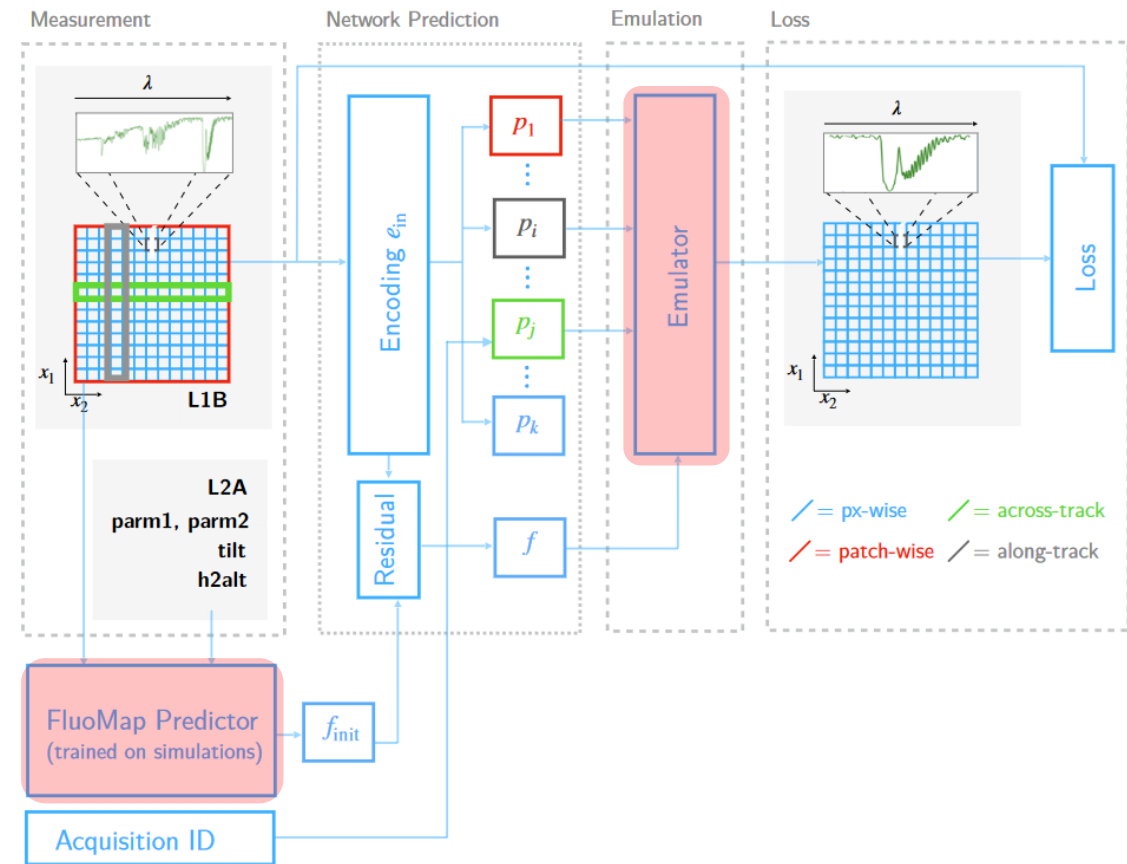 Measurement
Network Prediction
Emulation
Loss
λ
x₁
x₂
L1B
L2A
parm1, parm2
tilt
h2alt
FluoMap Predictor
(trained on simulations)
Acquisition ID
f_init
Encoding e_in
Residual
p₁
p_i
p_j
p_k
f
Emulator
λ
x₁
x₂
Loss
= px-wise
= across-track
= patch-wise
= along-track